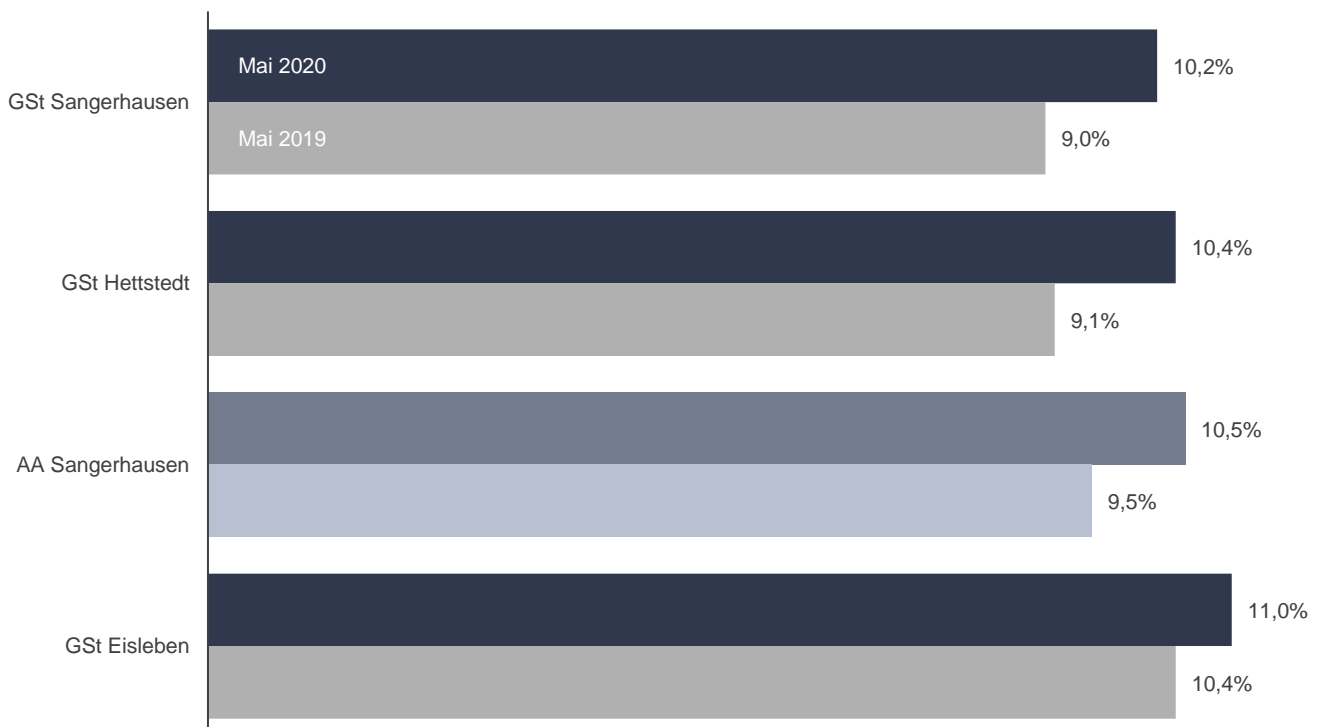 GSt Sangerhausen
Mai 2020
10,2%
Mai 2019
9,0%
GSt Hettstedt
10,4%
9,1%
AA Sangerhausen
10,5%
9,5%
GSt Eisleben
11,0%
10,4%